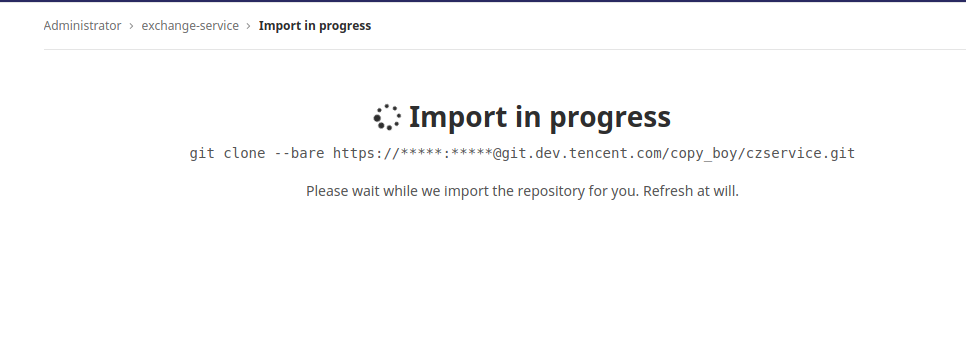 Administrator > exchange-service > Import in progress
Import in progress
git clone --bare https://*****:*****@git.dev.tencent.com/copy_boy/czservice.git
Please wait while we import the repository for you. Refresh at will.